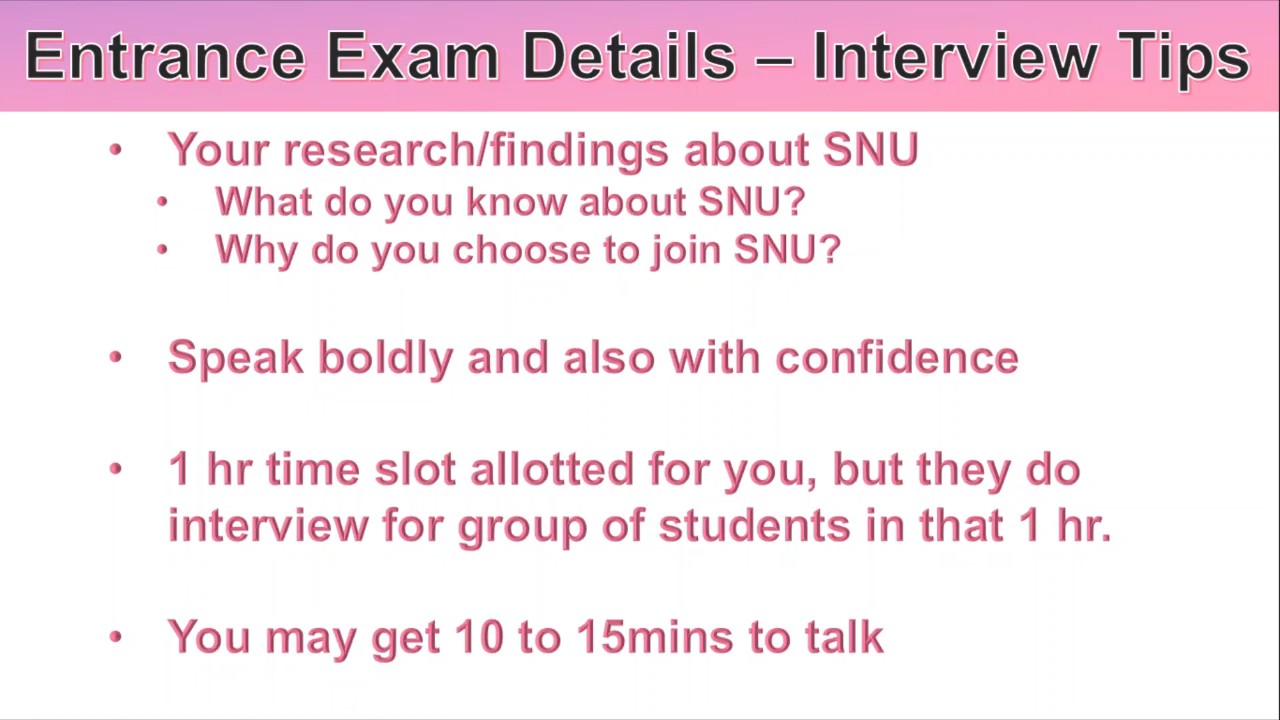 Entrance Exam Details – Interview Tips
• Your research/findings about SNU
• What do you know about SNU?
• Why do you choose to join SNU?
• Speak boldly and also with confidence
• 1 hr time slot allotted for you, but they do
interview for group of students in that 1 hr.
• You may get 10 to 15mins to talk